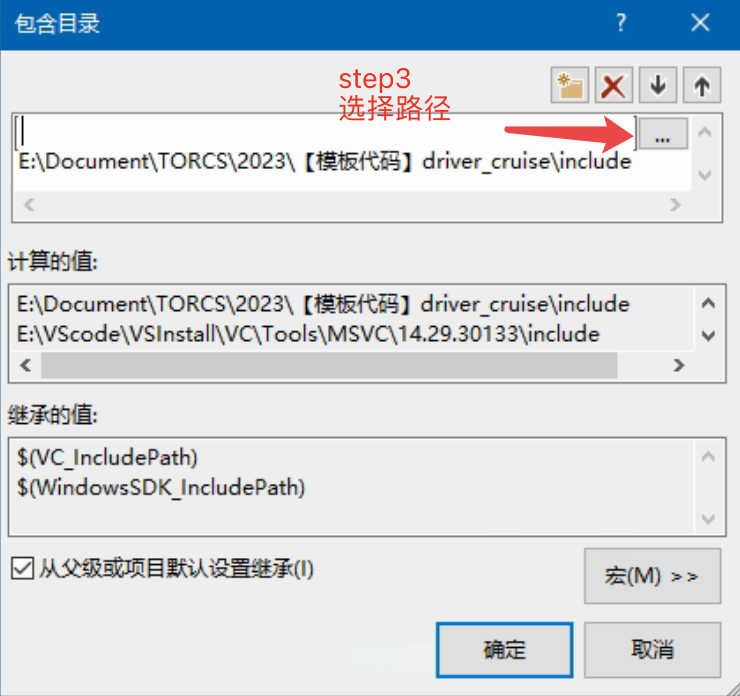 包含目录
?
step3
选择路径
...
E:\Document\TORCS\2023\【模板代码】driver_cruise\include
计算的值:
E:\Document\TORCS\2023\【模板代码】driver_cruise\include
E:\VScode\VSInstall\VC\Tools\MSVC\14.29.30133\include
继承的值:
$(VC_IncludePath)
$(WindowsSDK_IncludePath)
从父级或项目默认设置继承(I)
宏(M) >>
确定
取消